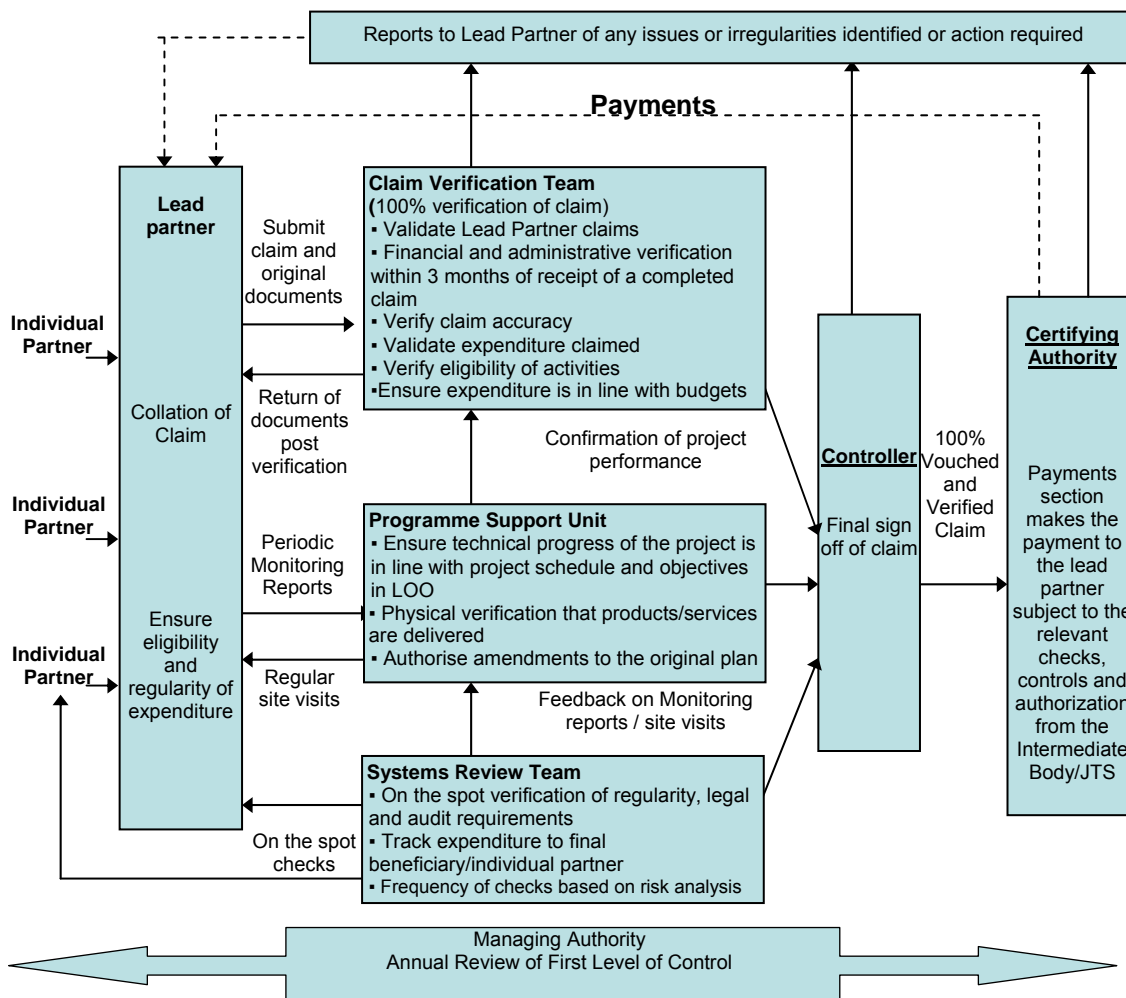 Reports to Lead Partner of any issues or irregularities identified or action required
Payments
Lead
partner
Collation of
Claim
Ensure
eligibility
and
regularity of
expenditure
Individual
Partner
Individual
Partner
Individual
Partner
Submit
claim and
original
documents
Return of
documents
post
verification
Periodic
Monitoring
Reports
Regular
site visits
On the spot
checks
Claim Verification Team
(100% verification of claim)
▪ Validate Lead Partner claims
▪ Financial and administrative verification
within 3 months of receipt of a completed
claim
▪ Verify claim accuracy
▪ Validate expenditure claimed
▪ Verify eligibility of activities
▪Ensure expenditure is in line with budgets
Confirmation of project
performance
Programme Support Unit
▪ Ensure technical progress of the project is
in line with project schedule and objectives
in LOO
▪ Physical verification that products/services
are delivered
▪ Authorise amendments to the original plan
Feedback on Monitoring
reports / site visits
Systems Review Team
▪ On the spot verification of regularity, legal
and audit requirements
▪ Track expenditure to final
beneficiary/individual partner
▪ Frequency of checks based on risk analysis
Controller
Final sign
off of claim
100%
Vouched
and
Verified
Claim
Certifying
Authority
Payments
section
makes the
payment to
the lead
partner
subject to the
relevant
checks,
controls and
authorization
from the
Intermediate
Body/JTS
Managing Authority
Annual Review of First Level of Control